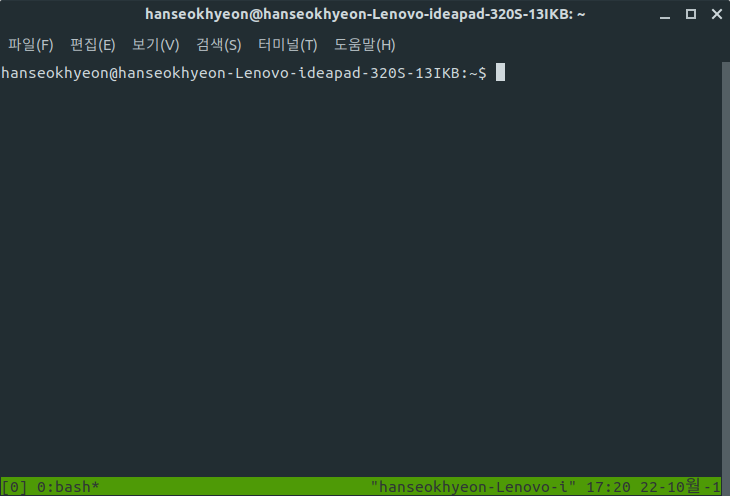 hanseokhyeon@hanseokhyeon-Lenovo-ideapad-320S-13IKB: ~
파일(F) 편집(E) 보기(V) 검색(S) 터미널(T) 도움말(H)
hanseokhyeon@hanseokhyeon-Lenovo-ideapad-320S-13IKB:~$
[0] 0:bash* "hanseokhyeon-Lenovo-i" 17:20 22-10월-1